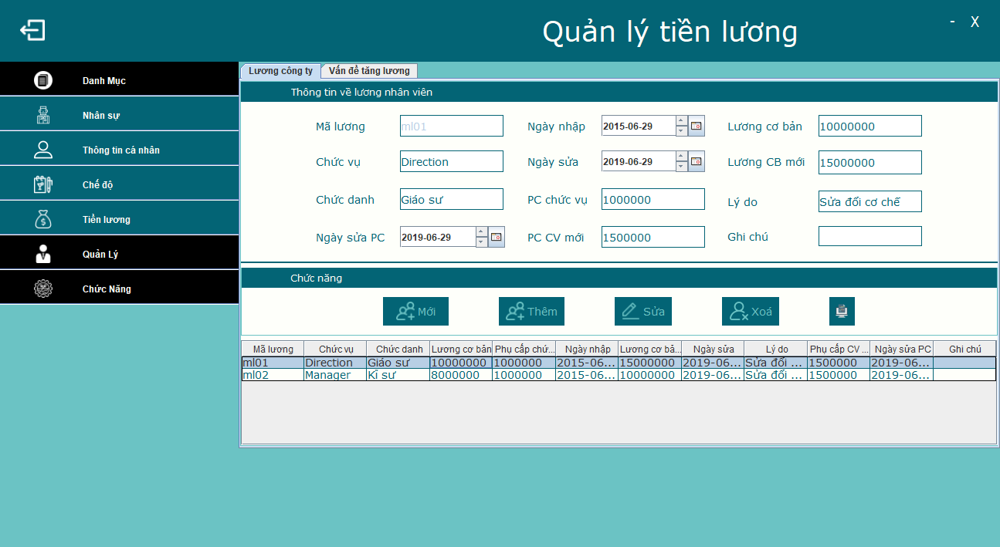 Quản lý tiền lương
- X
Danh Mục
Nhân sự
Thông tin cá nhân
Chế độ
Tiền lương
Quản Lý
Chức Năng
Lương công ty Vấn đề tăng lương
Thông tin về lương nhân viên
Mã lương ml01 Ngày nhập 2015-06-29 Lương cơ bản 10000000
Chức vụ Direction Ngày sửa 2019-06-29 Lương CB mới 15000000
Chức danh Giáo sư PC chức vụ 1000000 Lý do Sửa đổi cơ chế
Ngày sửa PC 2019-06-29 PC CV mới 1500000 Ghi chú
Chức năng
Mới Thêm Sửa Xoá
Mã lương Chức vụ Chức danh Lương cơ bản Phụ cấp chứ... Ngày nhập Lương cơ bả... Ngày sửa Lý do Phụ cấp CV ... Ngày sửa PC Ghi chú
ml01 Direction Giáo sư 10000000 1000000 2015-06... 15000000 2019-06... Sửa đổi ... 1500000 2019-06...
ml02 Manager Kĩ sư 8000000 1000000 2015-06... 10000000 2019-06... Sửa đổi ... 1500000 2019-06...